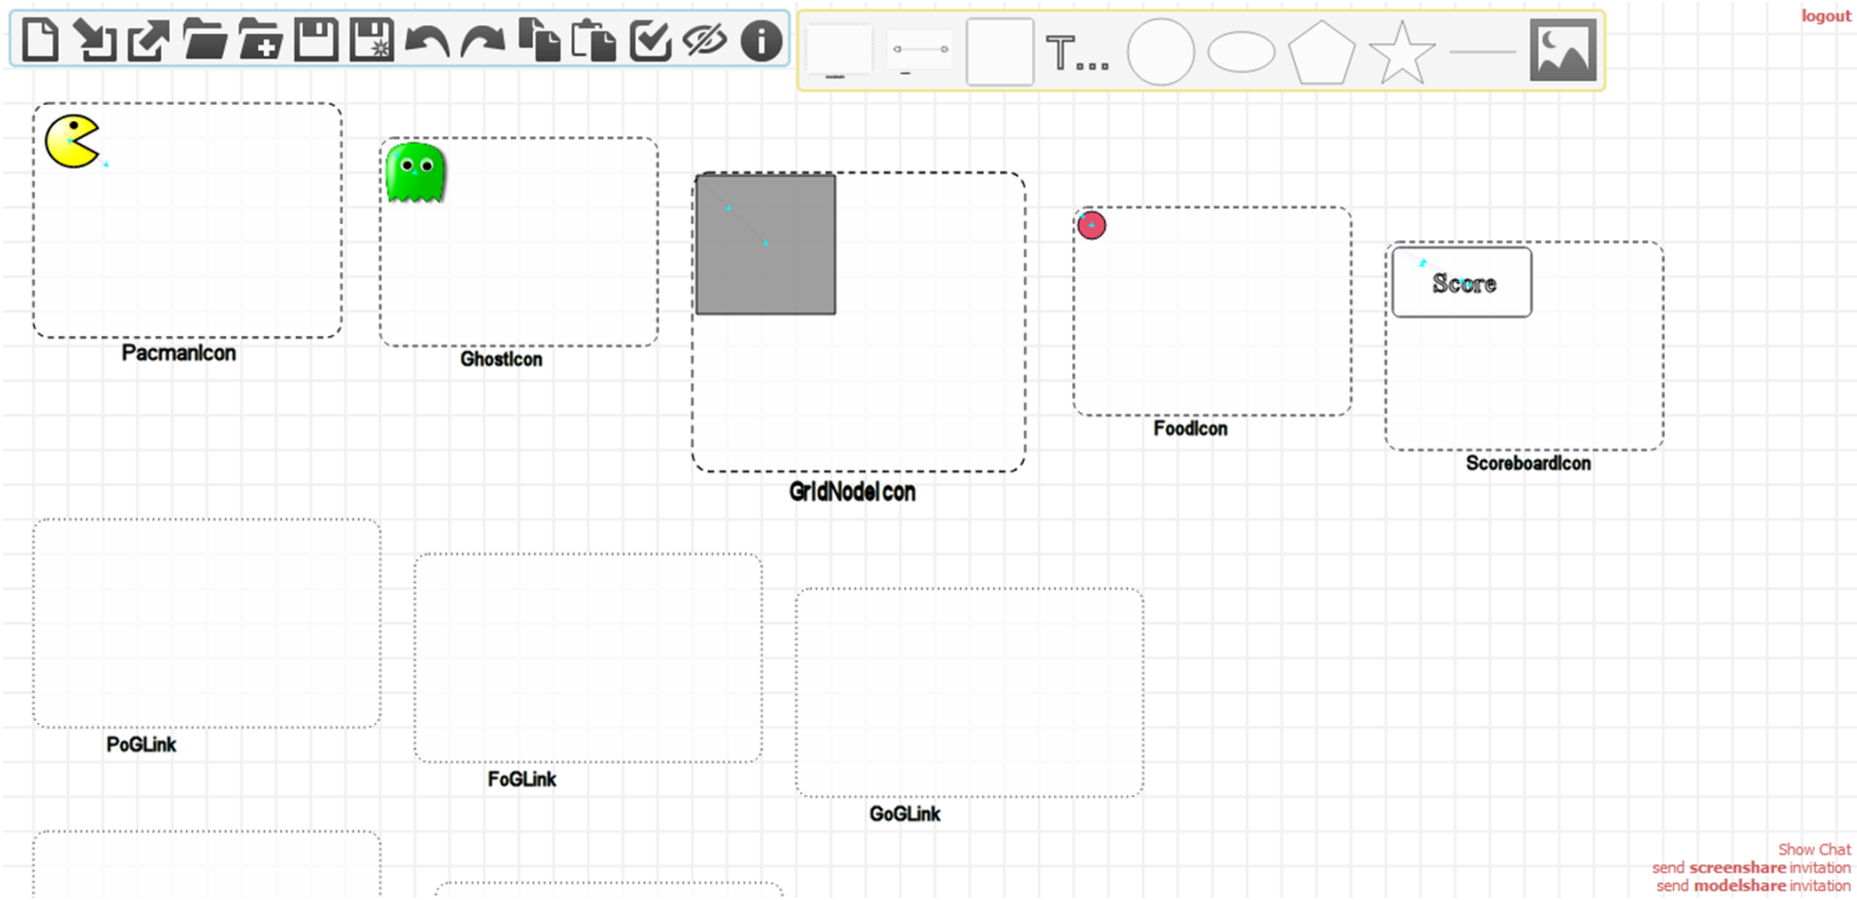 logout
T...
PacmanIcon
GhostIcon
GridNodeIcon
FoodIcon
Score
ScoreboardIcon
PoGLink
FoGLink
GoGLink
Show Chat
send screenshare invitation
send modelshare invitation